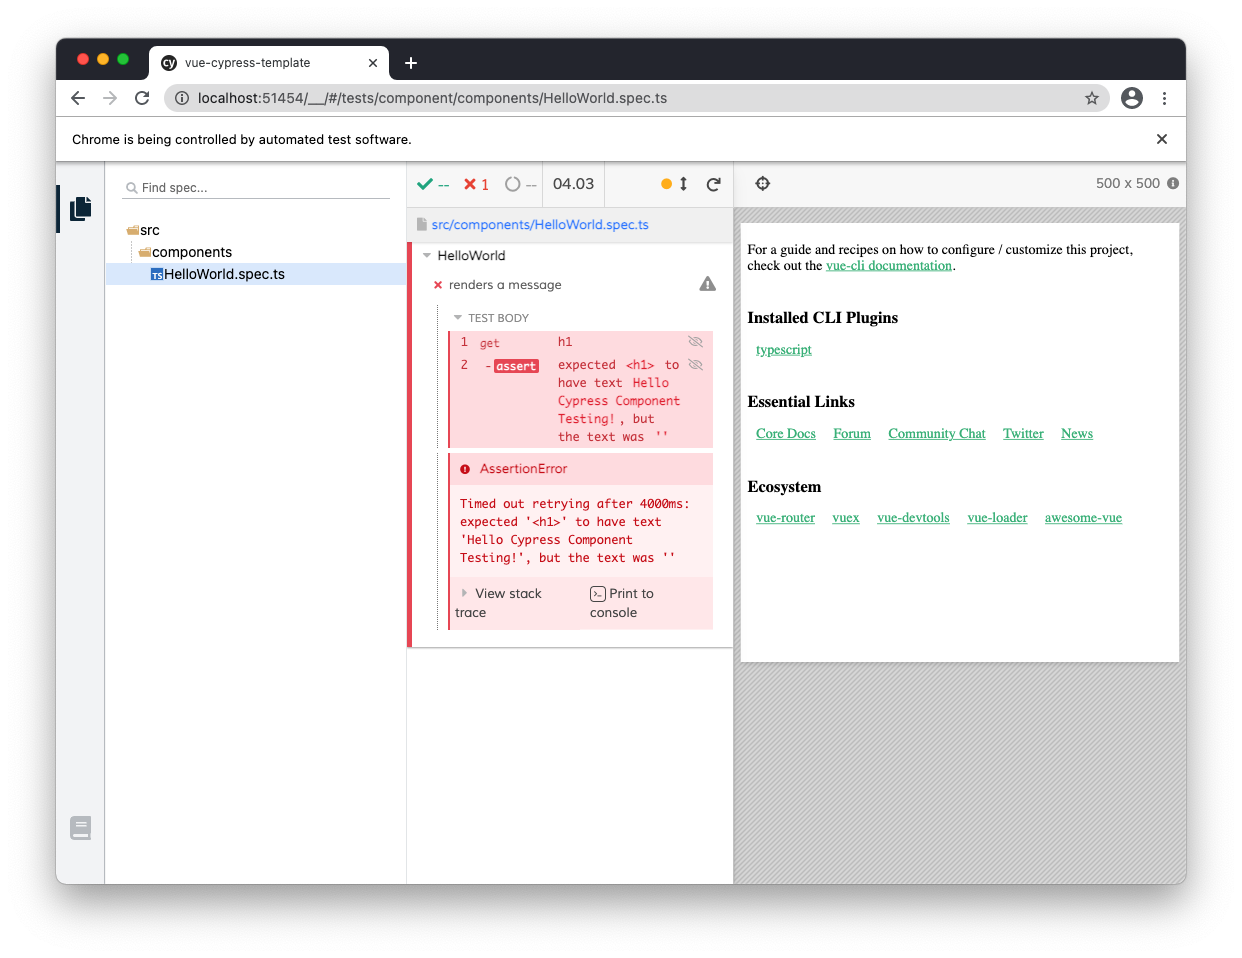 cy vue-cypress-template
localhost:51454/__/#/tests/component/components/HelloWorld.spec.ts
Chrome is being controlled by automated test software.
Find spec...
src
components
TS HelloWorld.spec.ts
-- 1 -- 04.03
src/components/HelloWorld.spec.ts
HelloWorld
renders a message
TEST BODY
1 get h1
2 -assert expected <h1> to
have text Hello
Cypress Component
Testing!, but
the text was ''
AssertionError
Timed out retrying after 4000ms:
expected '<h1>' to have text
'Hello Cypress Component
Testing!', but the text was ''
View stack
trace
Print to
console
500 x 500
For a guide and recipes on how to configure / customize this project,
check out the vue-cli documentation.
Installed CLI Plugins
typescript
Essential Links
Core Docs Forum Community Chat Twitter News
Ecosystem
vue-router vuex vue-devtools vue-loader awesome-vue